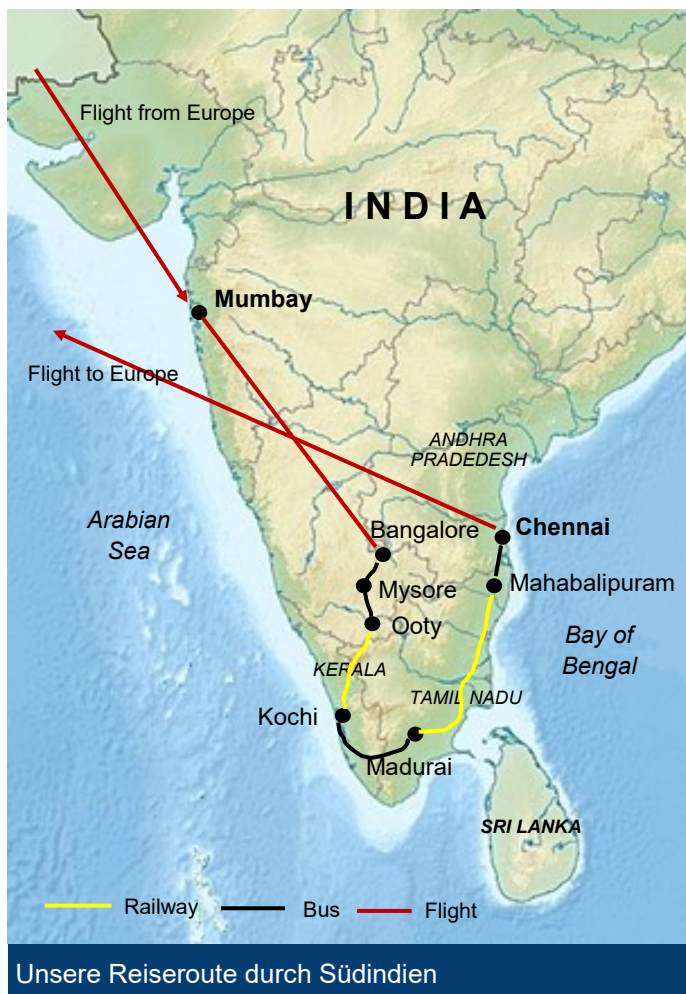 Flight from Europe
INDIA
Mumbay
Flight to Europe
ANDHRA
PRADEDESH
Arabian
Sea
Bangalore
Chennai
Mysore
Mahabalipuram
Ooty
Bay of
Bengal
KERALA
TAMIL NADU
Kochi
Madurai
SRI LANKA
Railway Bus Flight
Unsere Reiseroute durch Südindien